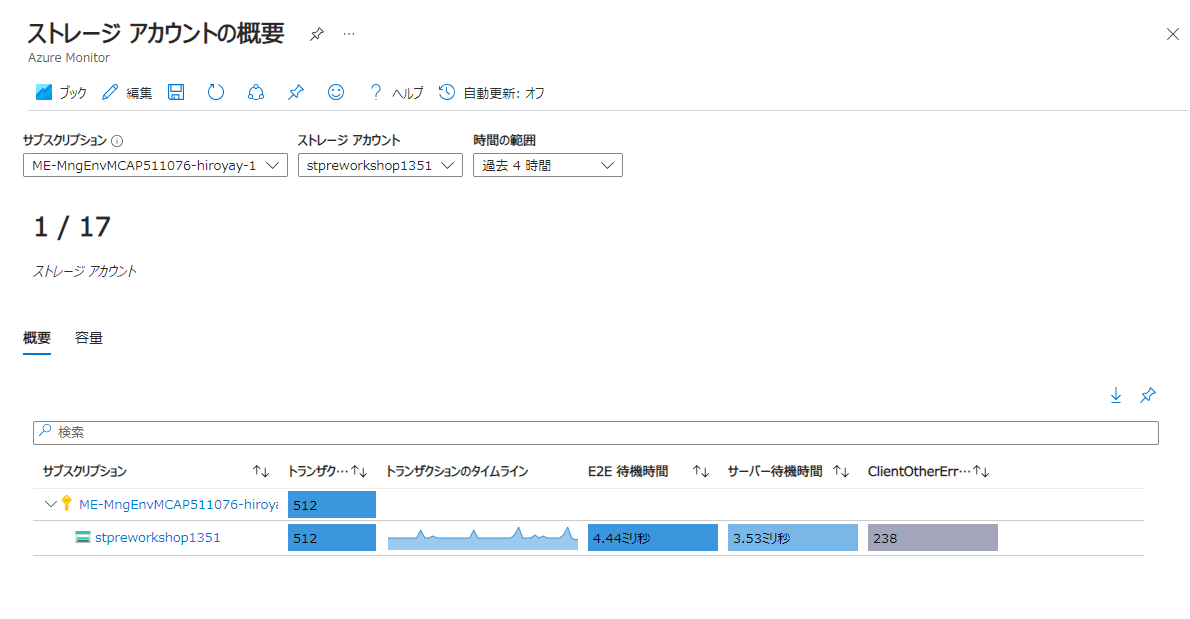 ストレージ アカウントの概要 ...
Azure Monitor
ブック 編集 ? ヘルプ 自動更新: オフ
サブスクリプション ストレージ アカウント 時間の範囲
ME-MngEnvMCAP511076-hiroyay-1 stpreworkshop1351 過去 4 時間
1 / 17
ストレージ アカウント
概要 容量
検索
サブスクリプション トランザク… トランザクションのタイムライン E2E 待機時間 サーバー待機時間 ClientOtherErr…
ME-MngEnvMCAP511076-hiroya 512
stpreworkshop1351 512 4.44ミリ秒 3.53ミリ秒 238